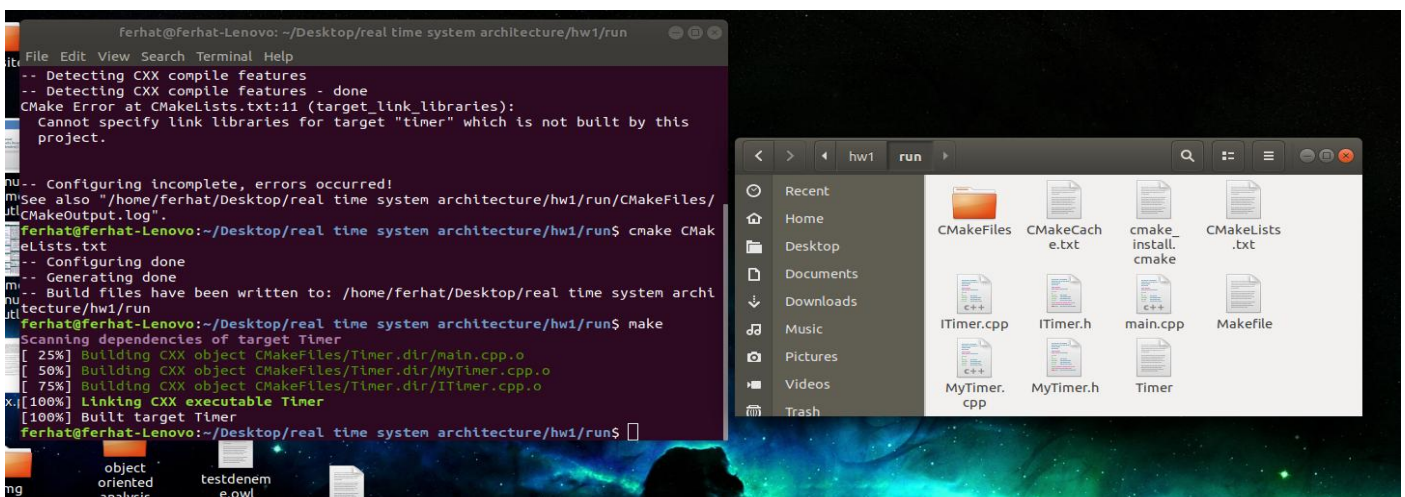 ferhat@ferhat-Lenovo: ~/Desktop/real time system architecture/hw1/run
File Edit View Search Terminal Help
-- Detecting CXX compile features
-- Detecting CXX compile features - done
CMake Error at CMakeLists.txt:11 (target_link_libraries):
Cannot specify link libraries for target "timer" which is not built by this
project.
-- Configuring incomplete, errors occurred!
See also "/home/ferhat/Desktop/real time system architecture/hw1/run/CMakeFiles/
CMakeOutput.log".
ferhat@ferhat-Lenovo:~/Desktop/real time system architecture/hw1/run$ cmake CMak
eLists.txt
-- Configuring done
-- Generating done
-- Build files have been written to: /home/ferhat/Desktop/real time system archi
tecture/hw1/run
ferhat@ferhat-Lenovo:~/Desktop/real time system architecture/hw1/run$ make
Scanning dependencies of target Timer
[ 25%] Building CXX object CMakeFiles/Timer.dir/main.cpp.o
[ 50%] Building CXX object CMakeFiles/Timer.dir/MyTimer.cpp.o
[ 75%] Building CXX object CMakeFiles/Timer.dir/ITimer.cpp.o
[100%] Linking CXX executable Timer
[100%] Built target Timer
ferhat@ferhat-Lenovo:~/Desktop/real time system architecture/hw1/run$
object
oriented
analysis
testdenem
e.owl
hw1 run
Recent
Home
Desktop
Documents
Downloads
Music
Pictures
Videos
Trash
CMakeFiles
CMakeCach
e.txt
cmake_
install.
cmake
CMakeLists
.txt
ITimer.cpp
ITimer.h
main.cpp
Makefile
MyTimer.
cpp
MyTimer.h
Timer